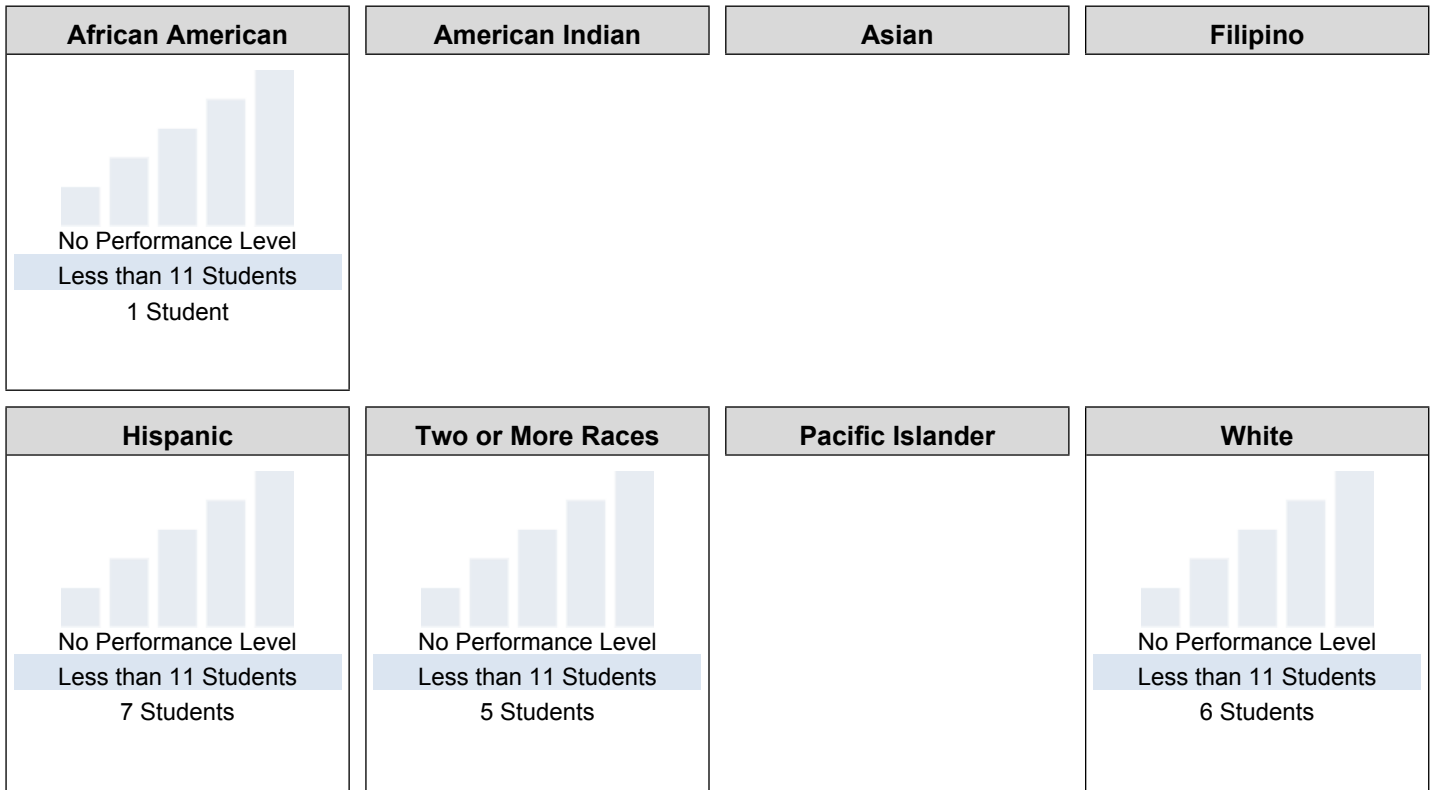 African American
American Indian
Asian
Filipino
No Performance Level
Less than 11 Students
1 Student
Hispanic
Two or More Races
Pacific Islander
White
No Performance Level
Less than 11 Students
7 Students
No Performance Level
Less than 11 Students
5 Students
No Performance Level
Less than 11 Students
6 Students